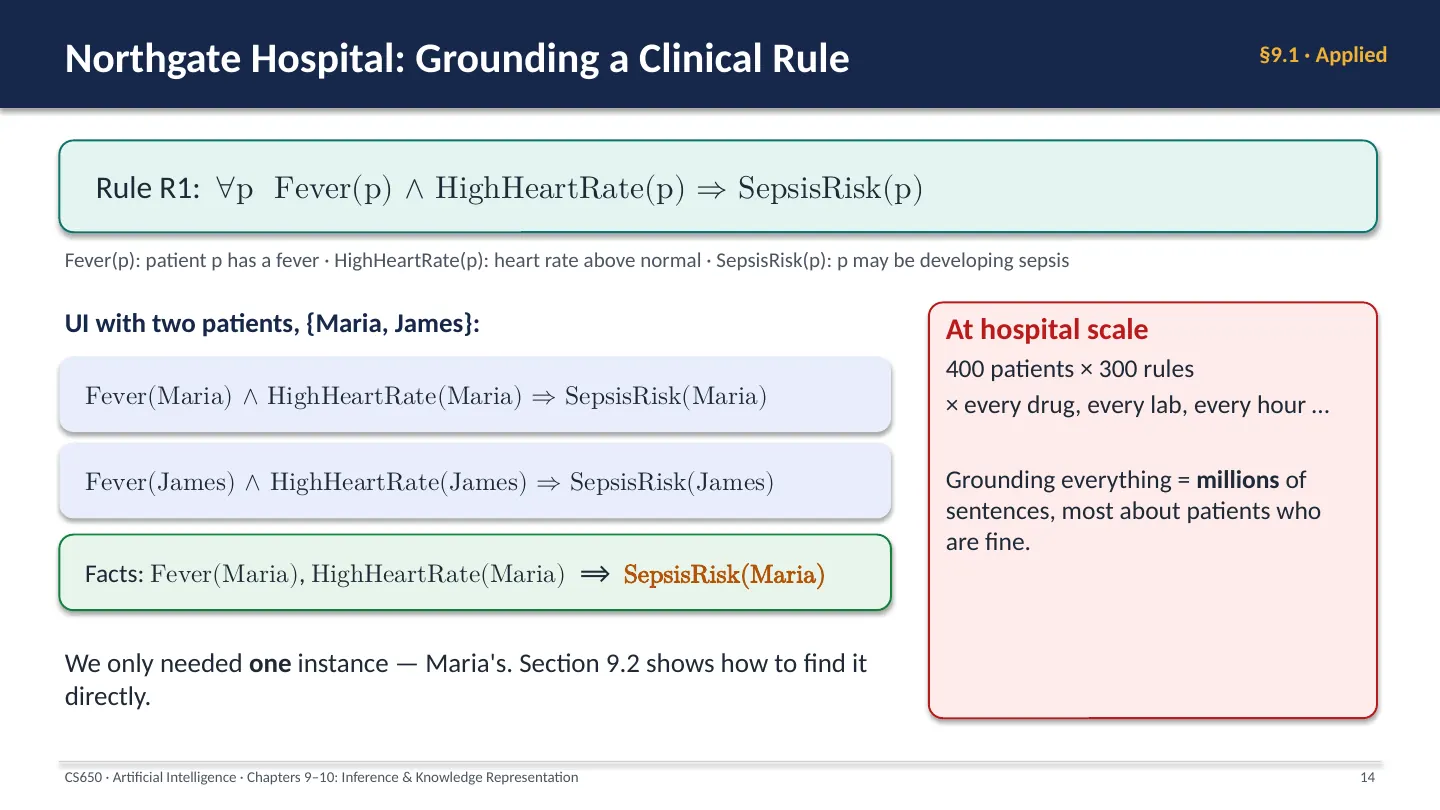 Northgate Hospital: Grounding a Clinical Rule
§9.1 · Applied
Rule R1: ∀p Fever(p) ∧ HighHeartRate(p) ⇒ SepsisRisk(p)
Fever(p): patient p has a fever · HighHeartRate(p): heart rate above normal · SepsisRisk(p): p may be developing sepsis
UI with two patients, {Maria, James}:
Fever(Maria) ∧ HighHeartRate(Maria) ⇒ SepsisRisk(Maria)
Fever(James) ∧ HighHeartRate(James) ⇒ SepsisRisk(James)
Facts: Fever(Maria), HighHeartRate(Maria) ⟹ SepsisRisk(Maria)
We only needed one instance — Maria's. Section 9.2 shows how to find it
directly.
At hospital scale
400 patients × 300 rules
× every drug, every lab, every hour ...
Grounding everything = millions of
sentences, most about patients who
are fine.
CS650 · Artificial Intelligence · Chapters 9–10: Inference & Knowledge Representation
14